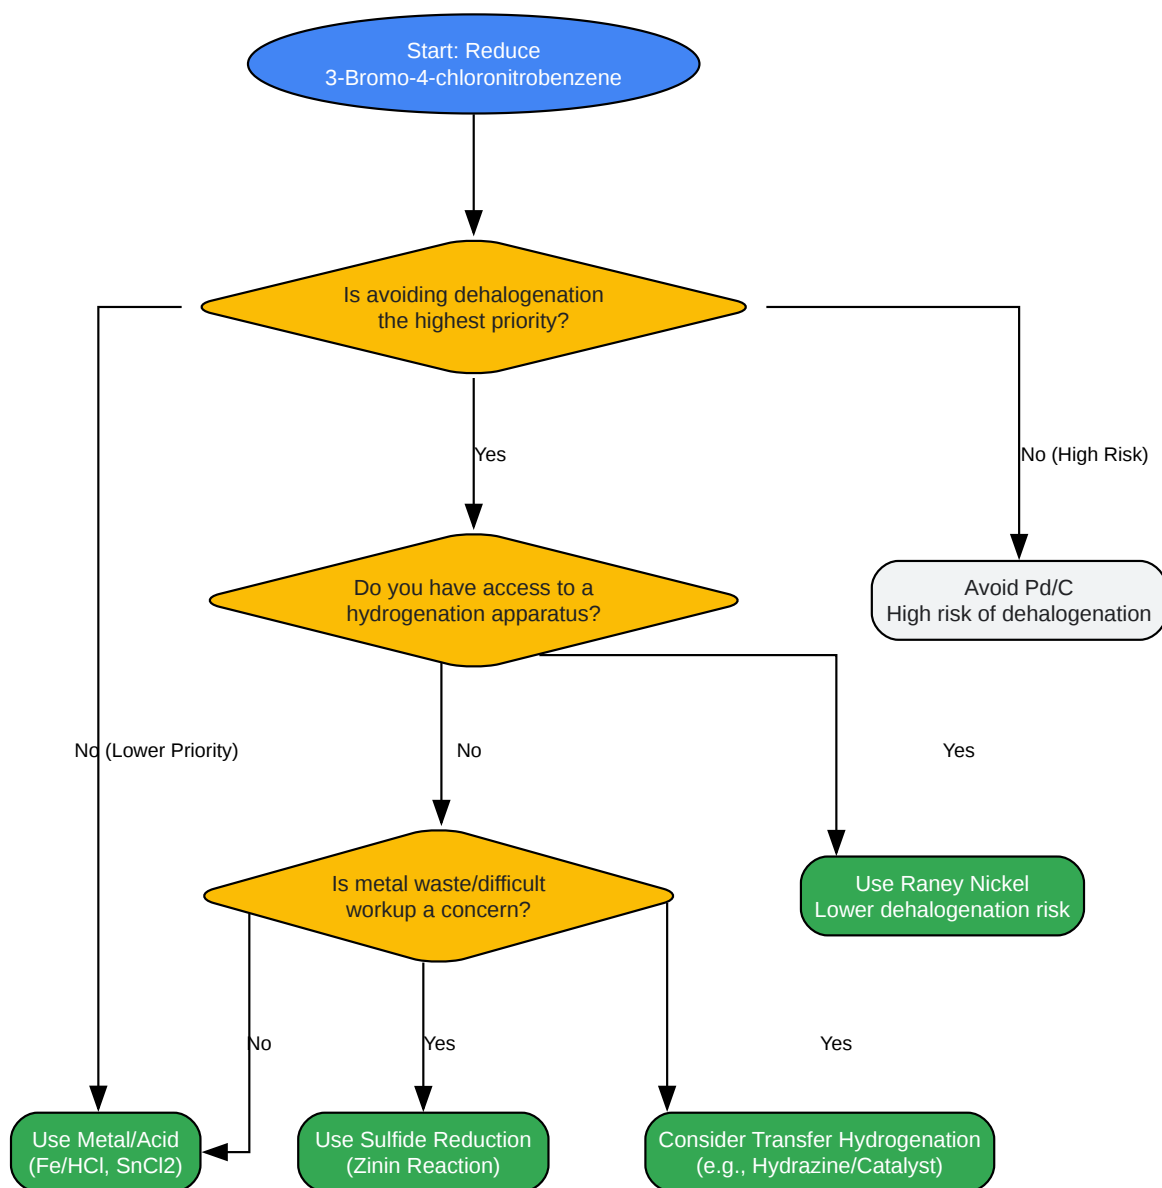 Start: Reduce
3-Bromo-4-chloronitrobenzene
Is avoiding dehalogenation
the highest priority?
Yes
No (High Risk)
Do you have access to a
hydrogenation apparatus?
Avoid Pd/C
High risk of dehalogenation
No (Lower Priority)
No
Yes
Is metal waste/difficult
workup a concern?
Use Raney Nickel
Lower dehalogenation risk
No
Yes
Yes
Use Metal/Acid
(Fe/HCl, SnCl2)
Use Sulfide Reduction
(Zinin Reaction)
Consider Transfer Hydrogenation
(e.g., Hydrazine/Catalyst)